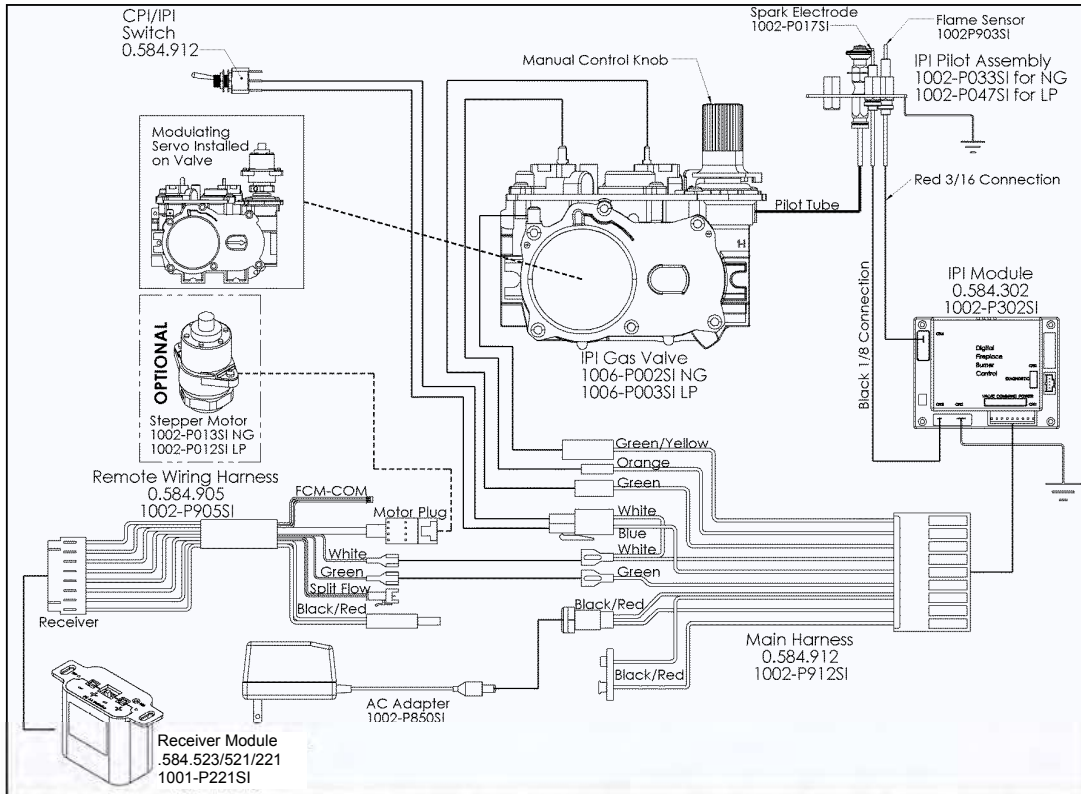 CPI/IPI
Switch
0.584.912
Spark Electrode
1002-P017SI
Flame Sensor
1002P903SI
IPI Pilot Assembly
1002-P033SI for NG
1002-P047SI for LP
Manual Control Knob
Modulating
Servo Installed
on Valve
Red 3/16 Connection
Pilot Tube
IPI Module
0.584.302
1002-P302SI
Black 1/8 Connection
Digital
Fireplace
Burner
Control
DIAGNOSTIC
IPI Gas Valve
1006-P002SI NG
1006-P003SI LP
OPTIONAL
Stepper Motor
1002-P013SI NG
1002-P012SI LP
Remote Wiring Harness
0.584.905
1002-P905SI
FCM-COM
Motor Plug
Green/Yellow
Orange
Green
White
Blue
White
Green
White
Green
Split Flow
Black/Red
Black/Red
Black/Red
Receiver
Main Harness
0.584.912
1002-P912SI
AC Adapter
1002-P850SI
Receiver Module
.584.523/521/221
1001-P221SI